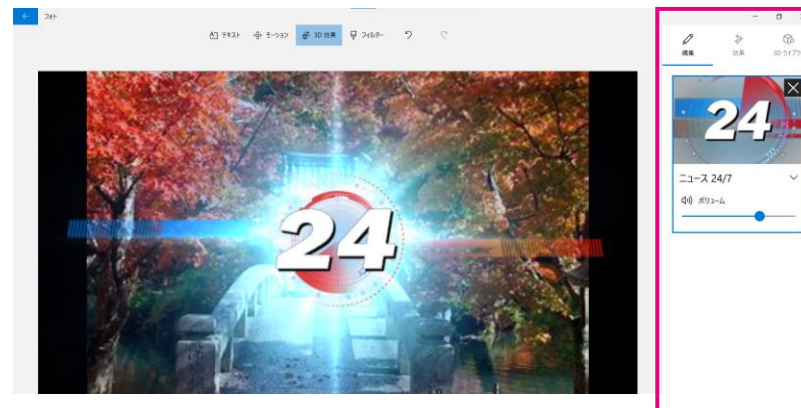 フォト
テキスト モーション 3D 効果 フィルター
編集 効果 3D ライブラ
24
24
ニュース 24/7
ボリューム